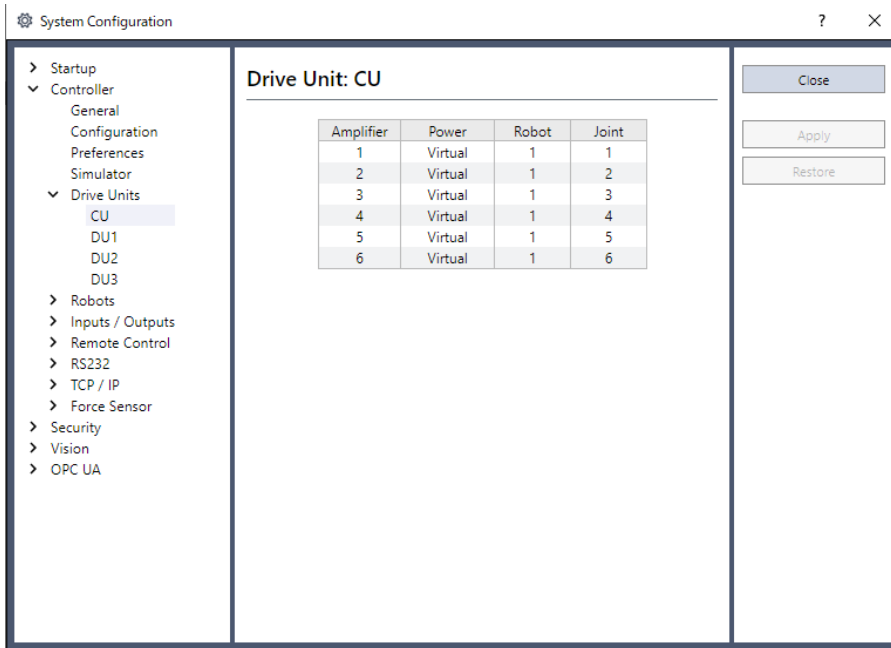 System Configuration
?
Startup
Controller
General
Configuration
Preferences
Simulator
Drive Units
CU
DU1
DU2
DU3
Robots
Inputs / Outputs
Remote Control
RS232
TCP / IP
Force Sensor
Security
Vision
OPC UA
Drive Unit: CU
Amplifier Power Robot Joint
1 Virtual 1 1
2 Virtual 1 2
3 Virtual 1 3
4 Virtual 1 4
5 Virtual 1 5
6 Virtual 1 6
Close
Apply
Restore